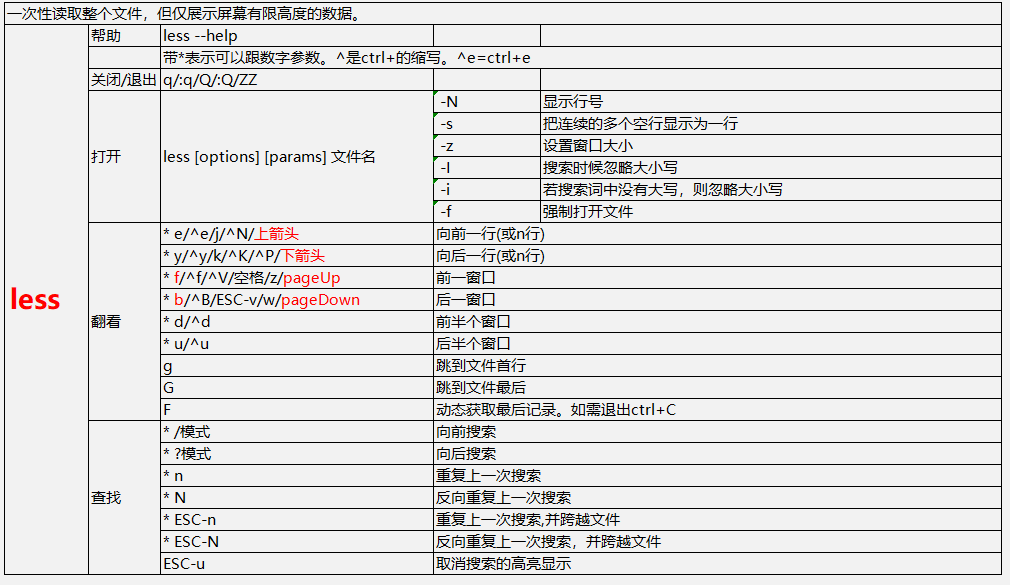 一次性读取整个文件，但仅展示屏幕有限高度的数据。
less
帮助 less --help
带*表示可以跟数字参数。^是ctrl+的缩写。^e=ctrl+e
关闭/退出 q/:q/Q/:Q/ZZ
打开 less [options] [params] 文件名
-N 显示行号
-s 把连续的多个空行显示为一行
-z 设置窗口大小
-I 搜索时候忽略大小写
-i 若搜索词中没有大写，则忽略大小写
-f 强制打开文件
翻看
* e/^e/j/^N/上箭头 向前一行(或n行)
* y/^y/k/^K/^P/下箭头 向后一行(或n行)
* f/^f/^V/空格/z/pageUp 前一窗口
* b/^B/ESC-v/w/pageDown 后一窗口
* d/^d 前半个窗口
* u/^u 后半个窗口
g 跳到文件首行
G 跳到文件最后
F 动态获取最后记录。如需退出ctrl+C
查找
* /模式 向前搜索
* ?模式 向后搜索
* n 重复上一次搜索
* N 反向重复上一次搜索
* ESC-n 重复上一次搜索,并跨越文件
* ESC-N 反向重复上一次搜索，并跨越文件
ESC-u 取消搜索的高亮显示